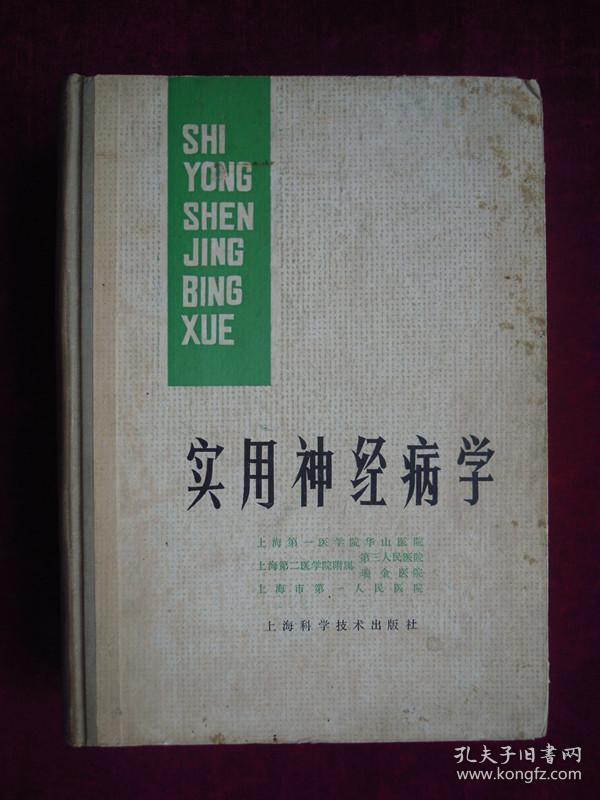 SHI
YONG
SHEN
JING
BING
XUE
实用神经病学
上海第一医学院华山医院
上海第二医学院附属 第三人民医院
瑞金医院
上海市第一人民医院
上海科学技术出版社
孔夫子旧书网
www.kongfz.com